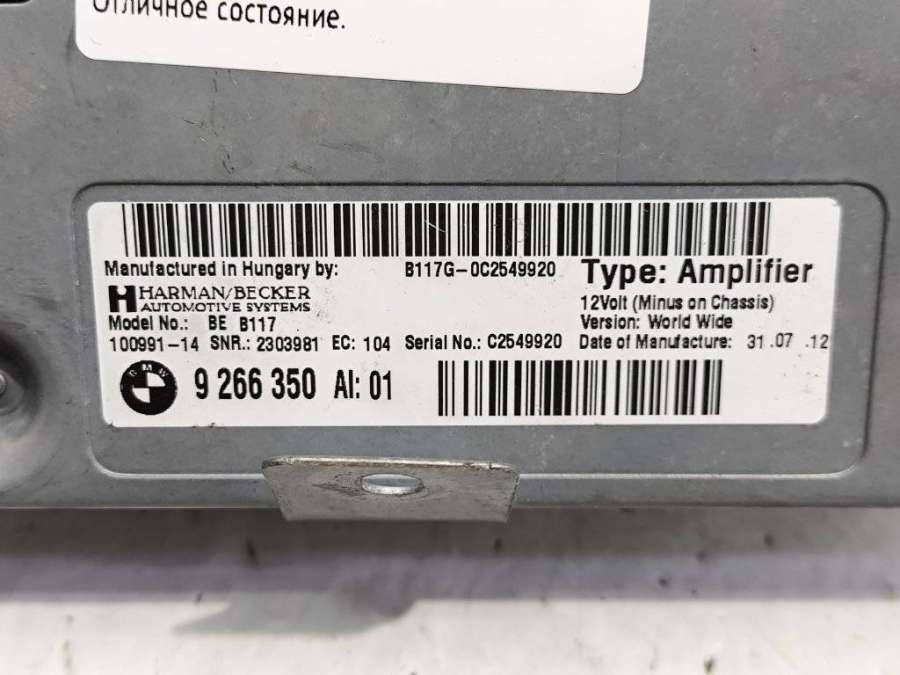 Отличное состояние.
Manufactured in Hungary by: B117G-0C2549920 Type: Amplifier
HARMAN/BECKER
AUTOMOTIVE SYSTEMS
12Volt (Minus on Chassis)
Model No.: BE B117 Version: World Wide
100991-14 SNR.: 2303981 EC: 104 Serial No.: C2549920 Date of Manufacture: 31.07.12
BMW 9 266 350 AI: 01